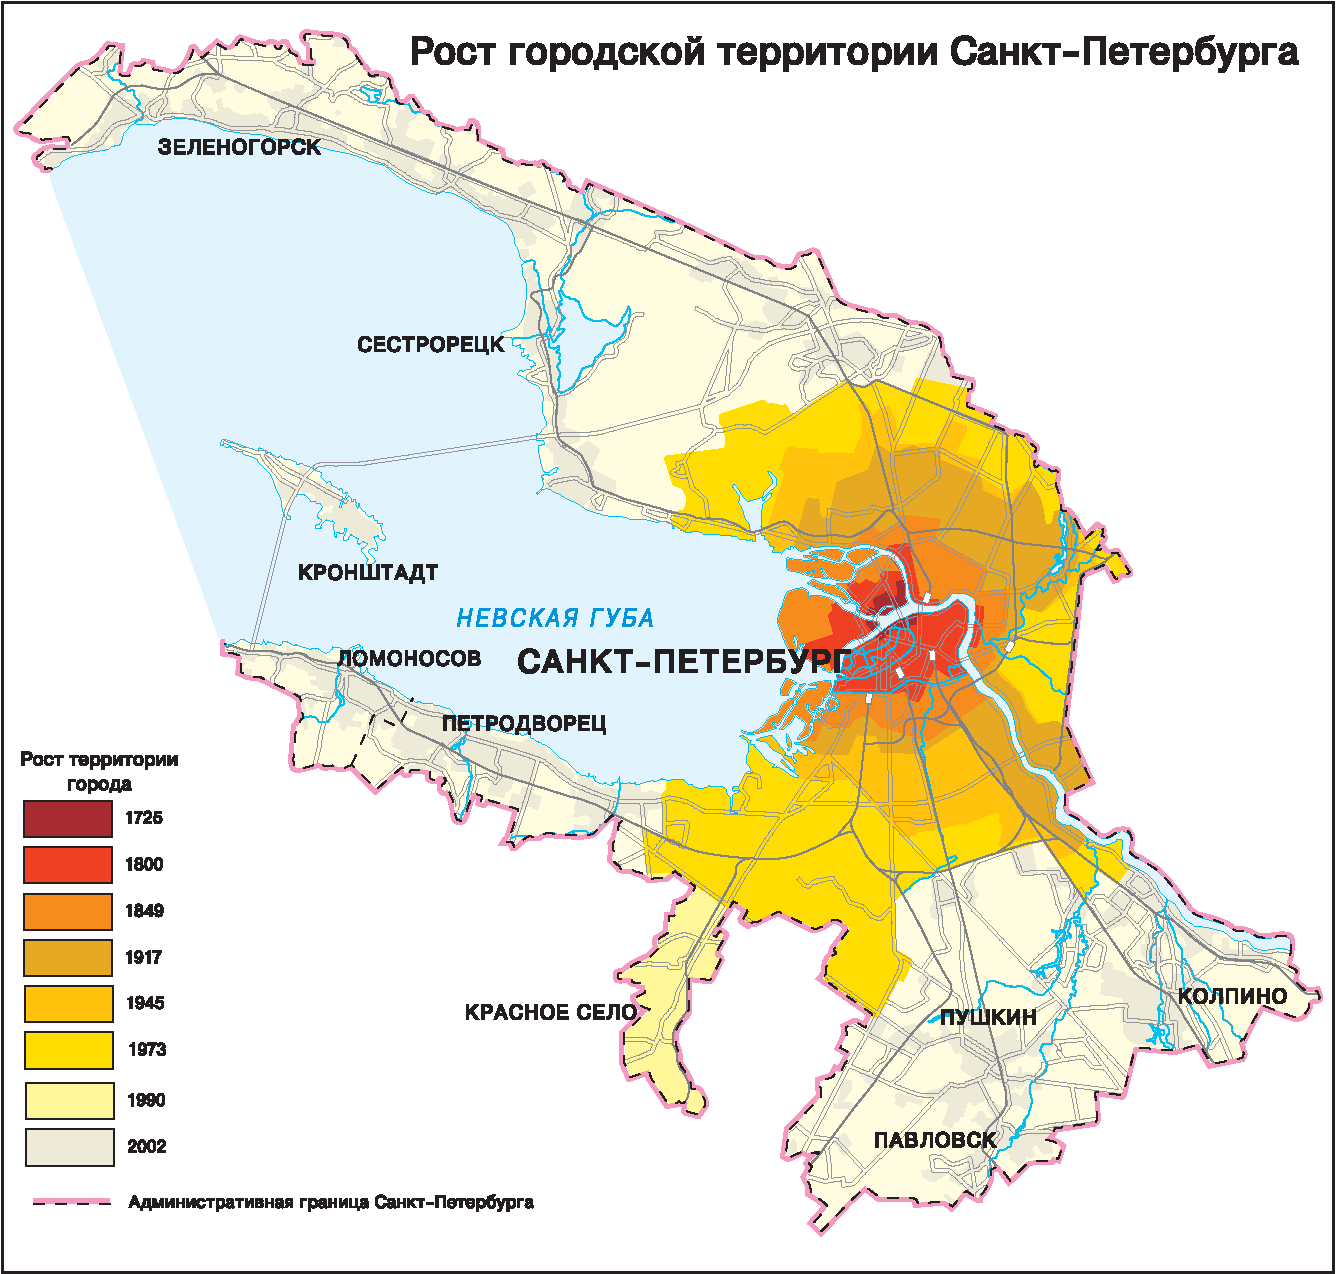 Рост городской территории Санкт-Петербурга
ЗЕЛЕНОГОРСК
СЕСТРОРЕЦК
КРОНШТАДТ
НЕВСКАЯ ГУБА
ЛОМОНОСОВ
САНКТ-ПЕТЕРБУРГ
ПЕТРОДВОРЕЦ
КРАСНОЕ СЕЛО
КОЛПИНО
ПУШКИН
ПАВЛОВСК
Рост территории
города
1725
1800
1849
1917
1945
1973
1990
2002
Административная граница Санкт-Петербурга